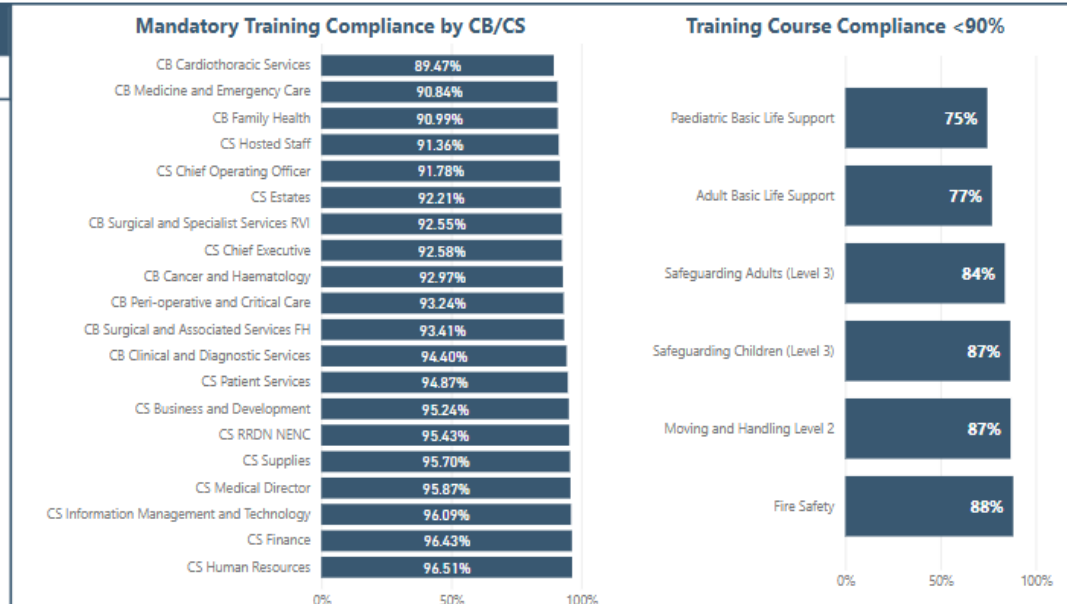 Mandatory Training Compliance by CB/CS
CB Cardiothoracic Services 89.47%
CB Medicine and Emergency Care 90.84%
CB Family Health 90.99%
CS Hosted Staff 91.36%
CS Chief Operating Officer 91.78%
CS Estates 92.21%
CB Surgical and Specialist Services RVI 92.55%
CS Chief Executive 92.58%
CB Cancer and Haematology 92.97%
CB Peri-operative and Critical Care 93.24%
CB Surgical and Associated Services FH 93.41%
CB Clinical and Diagnostic Services 94.40%
CS Patient Services 94.87%
CS Business and Development 95.24%
CS RRDN NENC 95.43%
CS Supplies 95.70%
CS Medical Director 95.87%
CS Information Management and Technology 96.09%
CS Finance 96.43%
CS Human Resources 96.51%
0% 50% 100%
Training Course Compliance <90%
Paediatric Basic Life Support 75%
Adult Basic Life Support 77%
Safeguarding Adults (Level 3) 84%
Safeguarding Children (Level 3) 87%
Moving and Handling Level 2 87%
Fire Safety 88%
0% 50% 100%